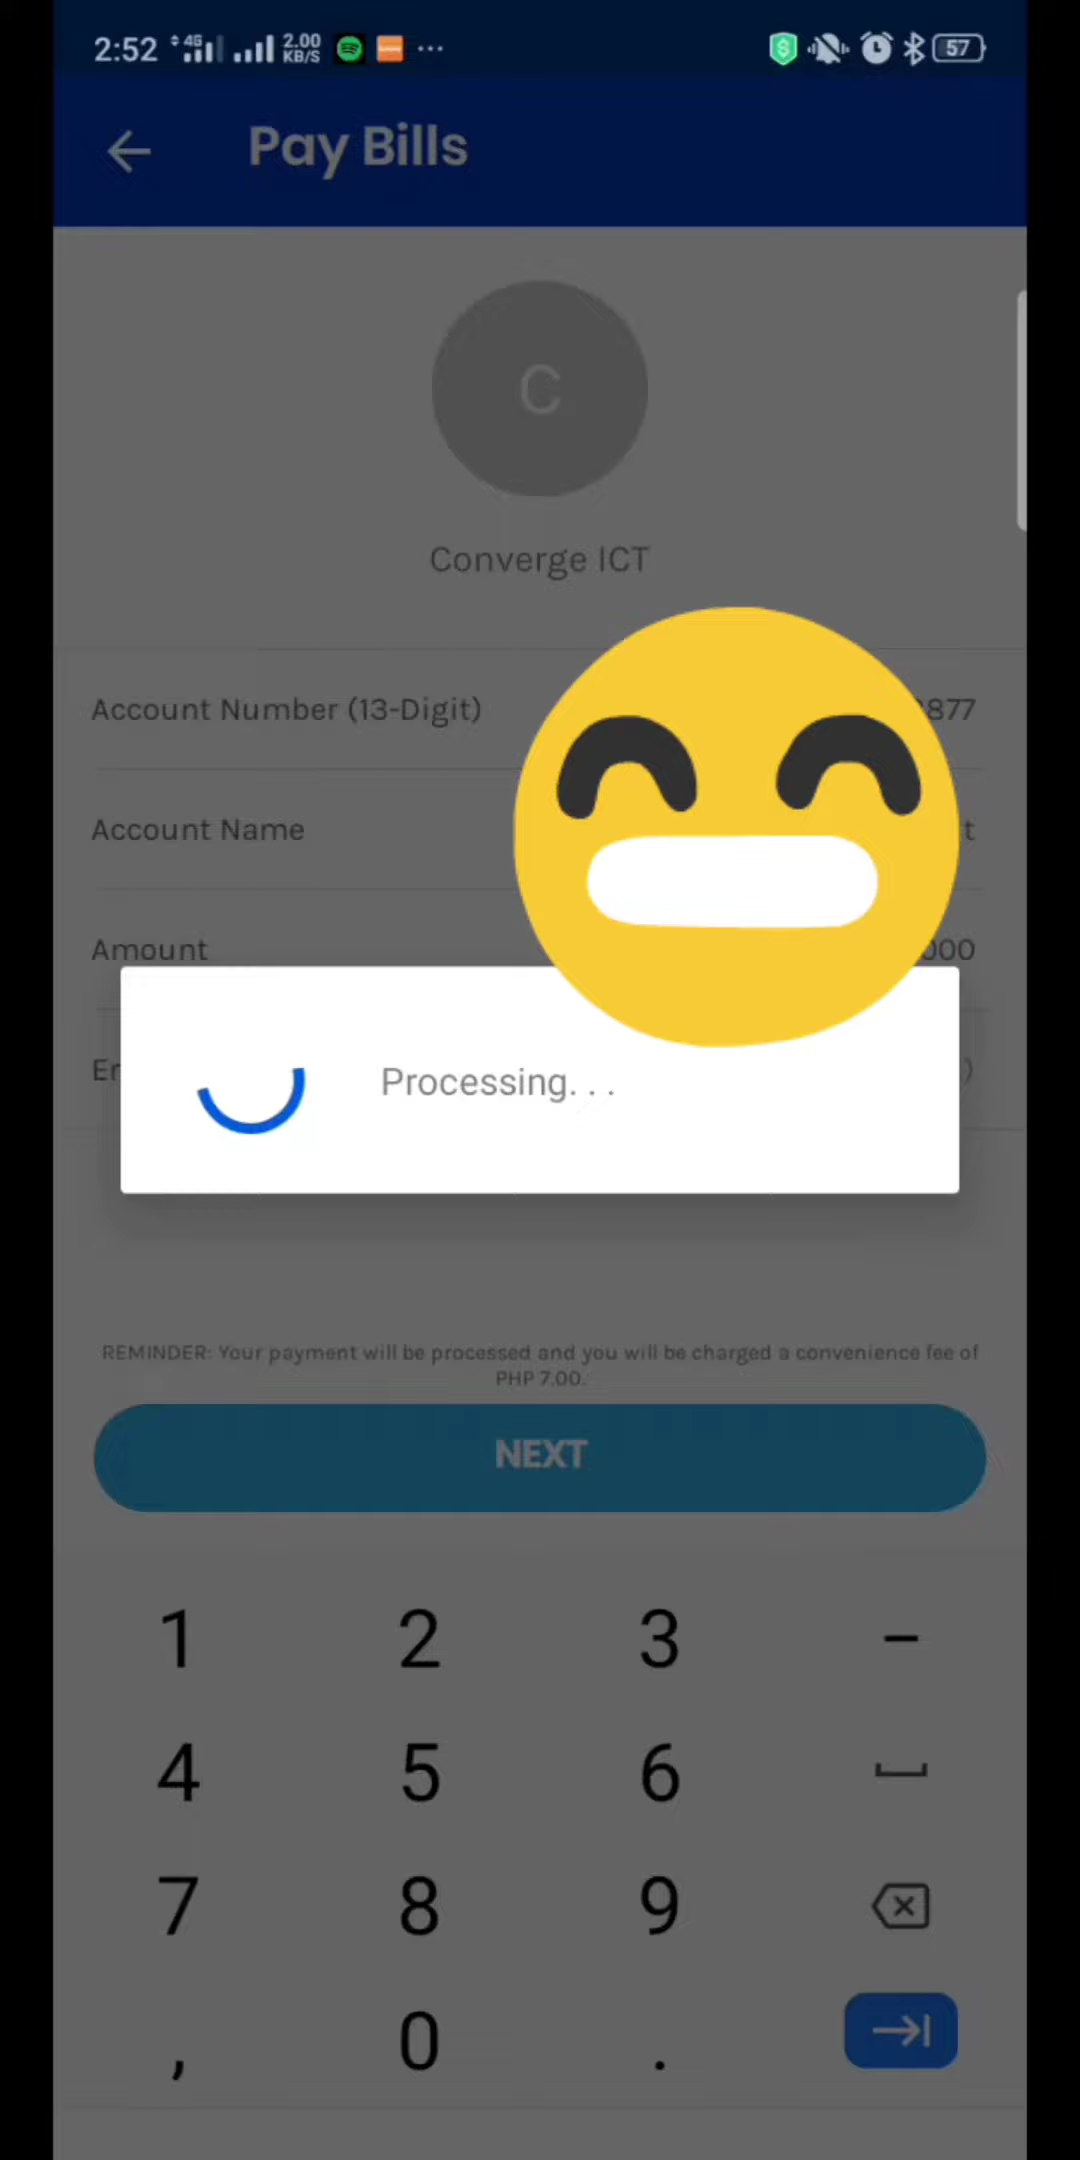 2:52 4G 2.00 KB/S ... 57
Pay Bills
C
Converge ICT
Account Number (13-Digit) 877
Account Name t
Amount 000
Er )
Processing. . .
REMINDER: Your payment will be processed and you will be charged a convenience fee of
PHP 7.00.
NEXT
1 2 3 -
4 5 6
7 8 9
, 0 .